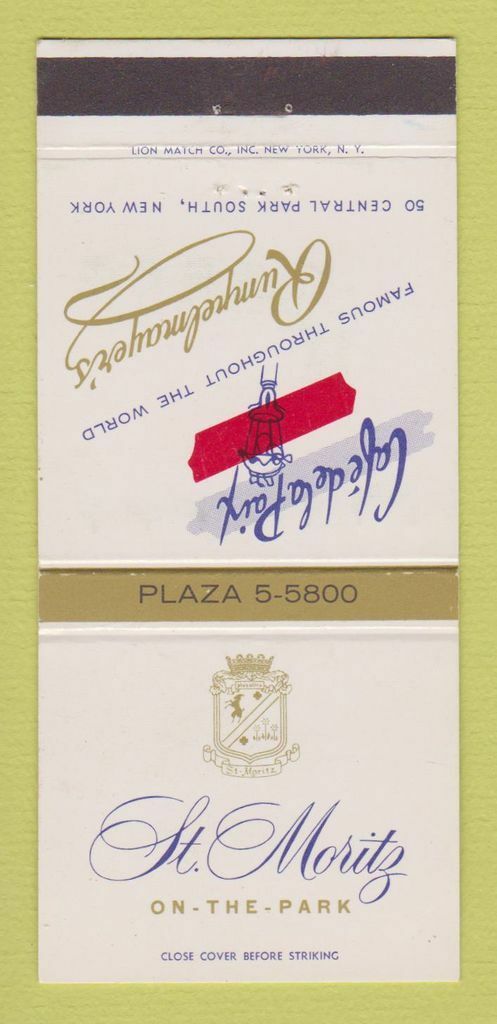 LION MATCH CO., INC. NEW YORK, N. Y.
Café de la Paix
FAMOUS THROUGHOUT THE WORLD
Rumpelmayer's
50 CENTRAL PARK SOUTH, NEW YORK
PLAZA 5-5800
St-Moritz
St. Moritz
ON-THE-PARK
CLOSE COVER BEFORE STRIKING